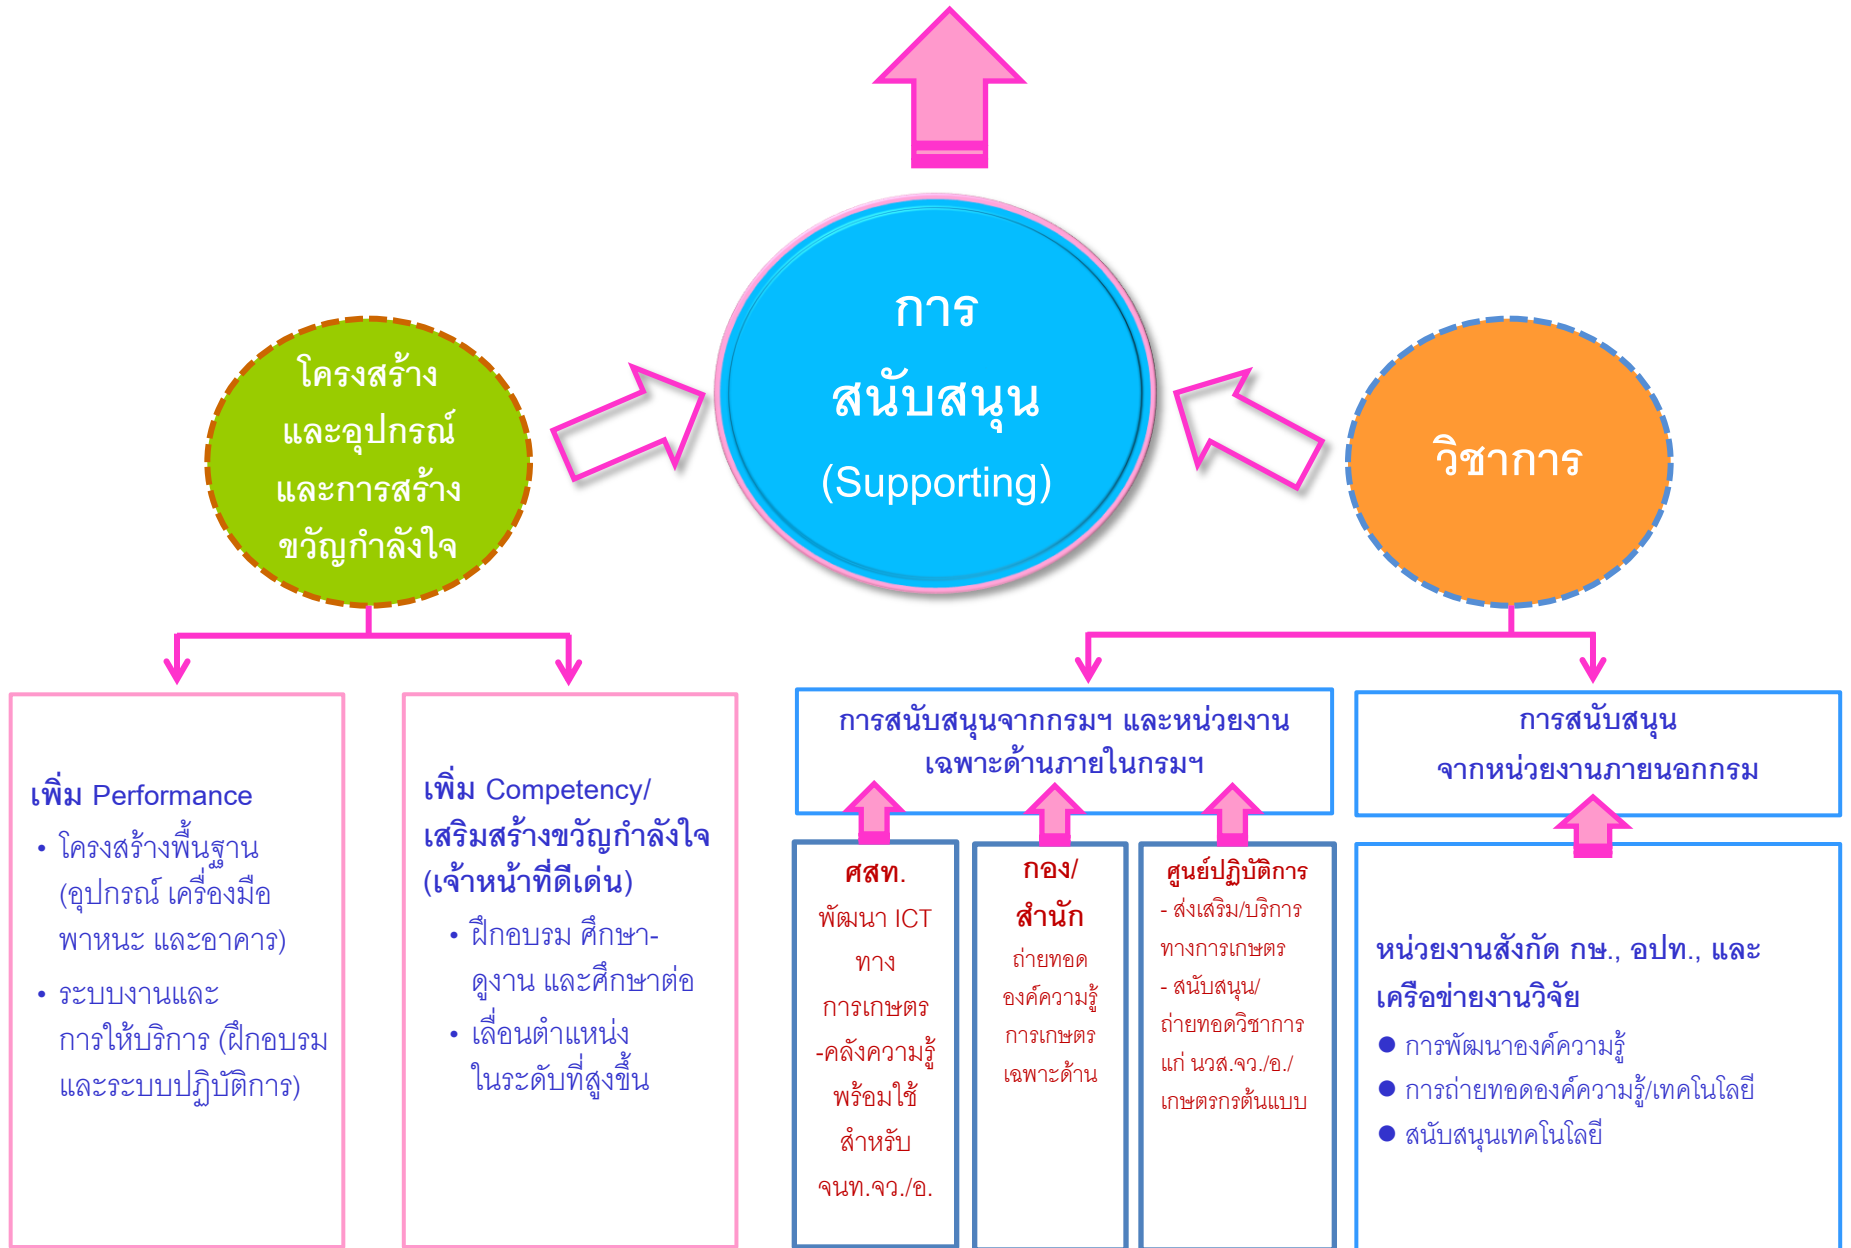 การ
สนับสนุน
(Supporting)
โครงสร้าง
และอุปกรณ์
และการสร้าง
ขวัญกำลังใจ
วิชาการ
เพิ่ม Performance
• โครงสร้างพื้นฐาน
(อุปกรณ์ เครื่องมือ
พาหนะ และอาคาร)
• ระบบงานและ
การให้บริการ (ฝึกอบรม
และระบบปฏิบัติการ)
เพิ่ม Competency/
เสริมสร้างขวัญกำลังใจ
(เจ้าหน้าที่ดีเด่น)
• ฝึกอบรม ศึกษา-
ดูงาน และศึกษาต่อ
• เลื่อนตำแหน่ง
ในระดับที่สูงขึ้น
การสนับสนุนจากกรมฯ และหน่วยงาน
เฉพาะด้านภายในกรมฯ
ศสท.
พัฒนา ICT
ทาง
การเกษตร
-คลังความรู้
พร้อมใช้
สำหรับ
จนท.จว./อ.
กอง/
สำนัก
ถ่ายทอด
องค์ความรู้
การเกษตร
เฉพาะด้าน
ศูนย์ปฏิบัติการ
- ส่งเสริม/บริการ
ทางการเกษตร
- สนับสนุน/
ถ่ายทอดวิชาการ
แก่ นวส.จว./อ./
เกษตรกรต้นแบบ
การสนับสนุน
จากหน่วยงานภายนอกกรม
หน่วยงานสังกัด กษ., อปท., และ
เครือข่ายงานวิจัย
● การพัฒนาองค์ความรู้
● การถ่ายทอดองค์ความรู้/เทคโนโลยี
● สนับสนุนเทคโนโลยี